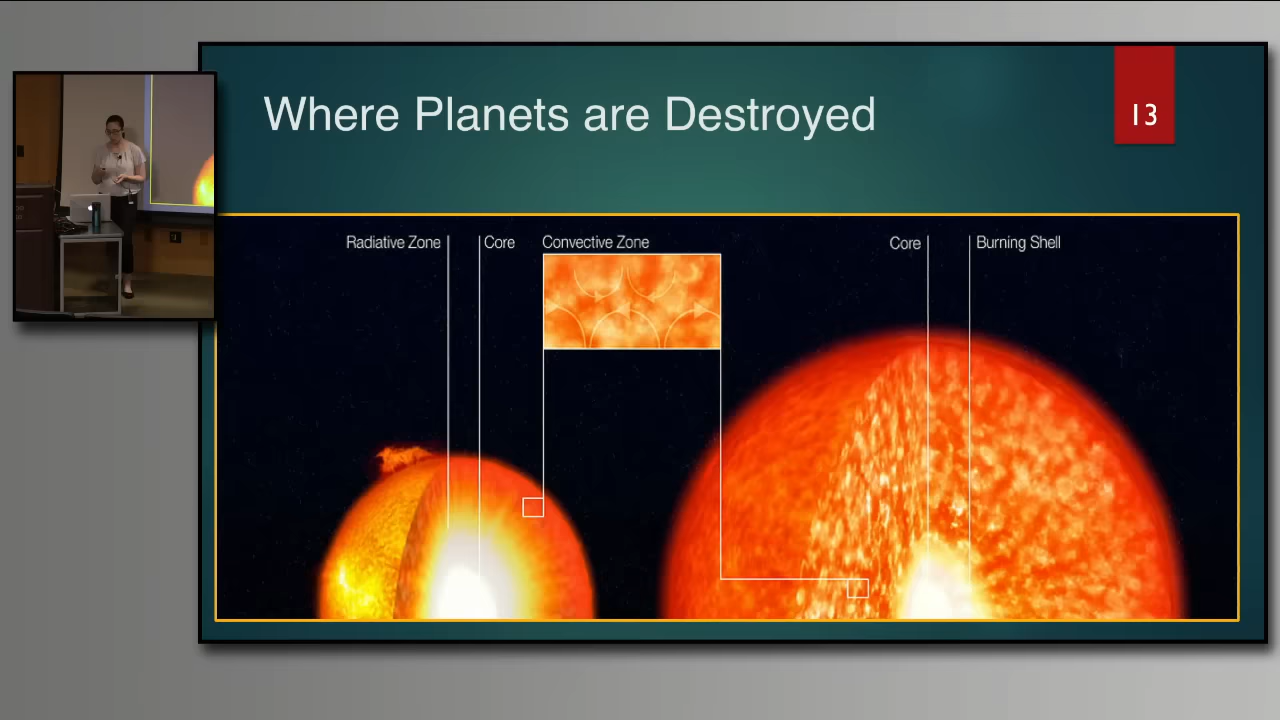 Where Planets are Destroyed
13
Radiative Zone
Core
Convective Zone
Core
Burning Shell